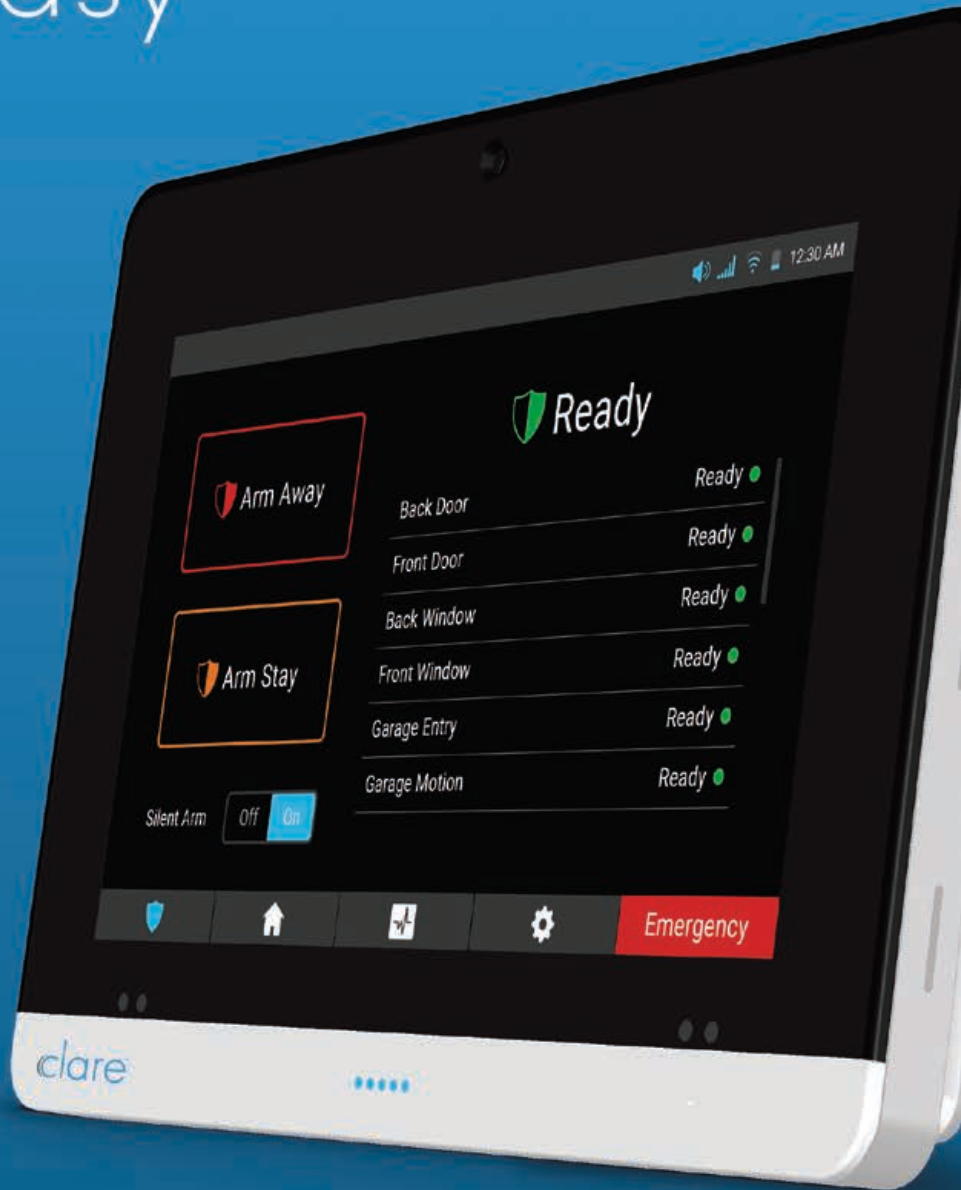 asy
12:30 AM
Ready
Arm Away
Arm Stay
Silent Arm Off On
Back Door Ready
Front Door Ready
Back Window Ready
Front Window Ready
Garage Entry Ready
Garage Motion Ready
Emergency
clare